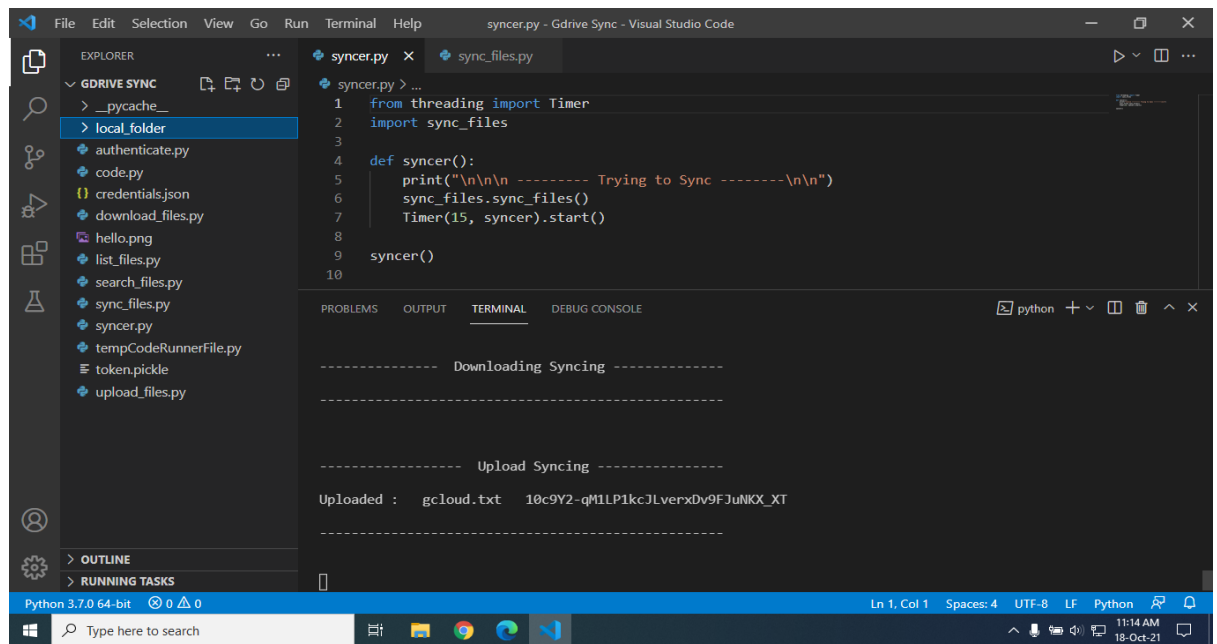 File Edit Selection View Go Run Terminal Help syncer.py - Gdrive Sync - Visual Studio Code
EXPLORER
GDRIVE SYNC
__pycache__
local_folder
authenticate.py
code.py
credentials.json
download_files.py
hello.png
list_files.py
search_files.py
sync_files.py
syncer.py
tempCodeRunnerFile.py
token.pickle
upload_files.py
OUTLINE
RUNNING TASKS
syncer.py sync_files.py
syncer.py > ...
1 from threading import Timer
2 import sync_files
3
4 def syncer():
5 print("\n\n\n --------- Trying to Sync --------\n\n")
6 sync_files.sync_files()
7 Timer(15, syncer).start()
8
9 syncer()
10
PROBLEMS OUTPUT TERMINAL DEBUG CONSOLE python
--------------- Downloading Syncing --------------
---------------------------------------------------
------------------ Upload Syncing ----------------
Uploaded : gcloud.txt 10c9Y2-qM1LP1kcJLverxDv9FJuNKX_XT
---------------------------------------------------
Python 3.7.0 64-bit 0 0 Ln 1, Col 1 Spaces: 4 UTF-8 LF Python
Type here to search
11:14 AM
18-Oct-21